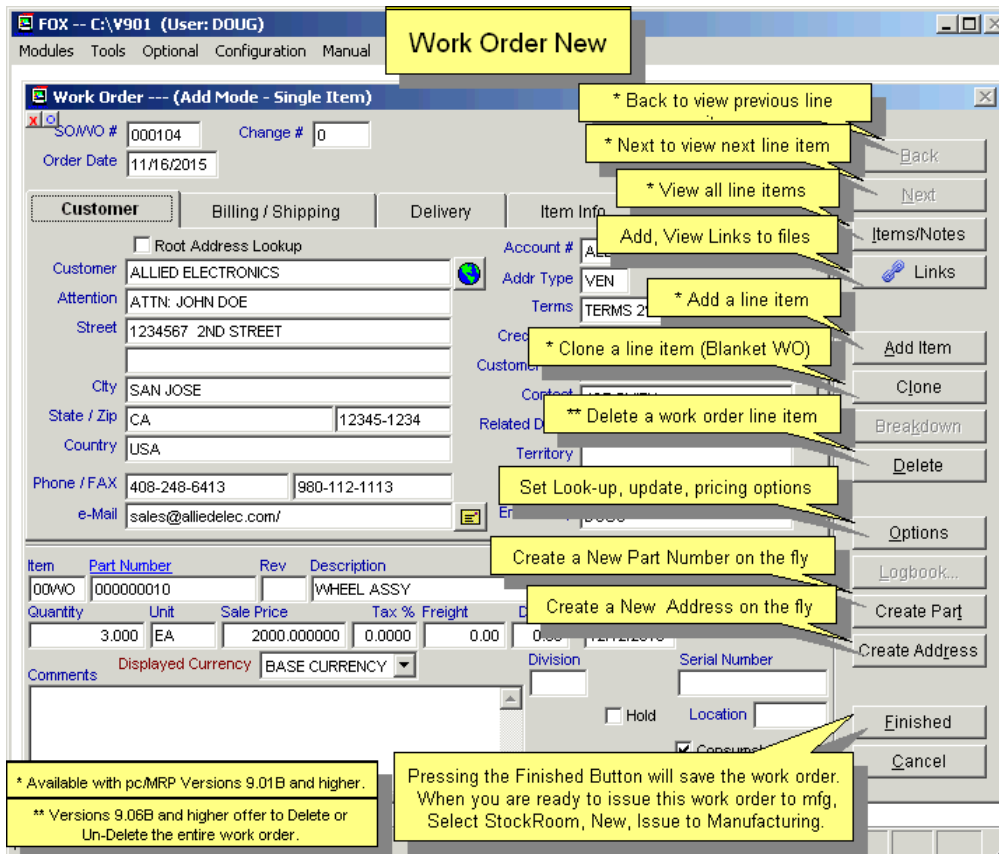 FOX -- C:\V901 (User: DOUG)
Work Order New
Modules Tools Optional Configuration Manual
Work Order --- (Add Mode - Single Item)
* Back to view previous line
SO/WO # 000104 Change # 0
Order Date 11/16/2015
* Next to view next line item
Back
Next
Customer Billing / Shipping Delivery Item Info
* View all line items
Items/Notes
Root Address Lookup
Account #
Add, View Links to files
Links
Customer ALLIED ELECTRONICS
Addr Type VEN
Attention ATTN: JOHN DOE
Terms TERMS
* Add a line item
Street 1234567 2ND STREET
Add Item
* Clone a line item (Blanket WO)
Customer
Clone
City SAN JOSE
Contact
State / Zip CA 12345-1234
** Delete a work order line item
Breakdown
Country USA
Territory
Delete
Phone / FAX 408-248-6413 980-112-1113
Set Look-up, update, pricing options
e-Mail sales@alliedelec.com/
Options
Create a New Part Number on the fly
Logbook...
Item Part Number Rev Description
00WO 000000010 WHEEL ASSY
Create a New Address on the fly
Create Part
Quantity Unit Sale Price Tax % Freight
3.000 EA 2000.000000 0.0000 0.00
Create Address
Displayed Currency BASE CURRENCY
Division Serial Number
Comments
Hold Location
Finished
Cancel
* Available with pc/MRP Versions 9.01B and higher.
** Versions 9.06B and higher offer to Delete or
Un-Delete the entire work order.
Pressing the Finished Button will save the work order.
When you are ready to issue this work order to mfg,
Select StockRoom, New, Issue to Manufacturing.